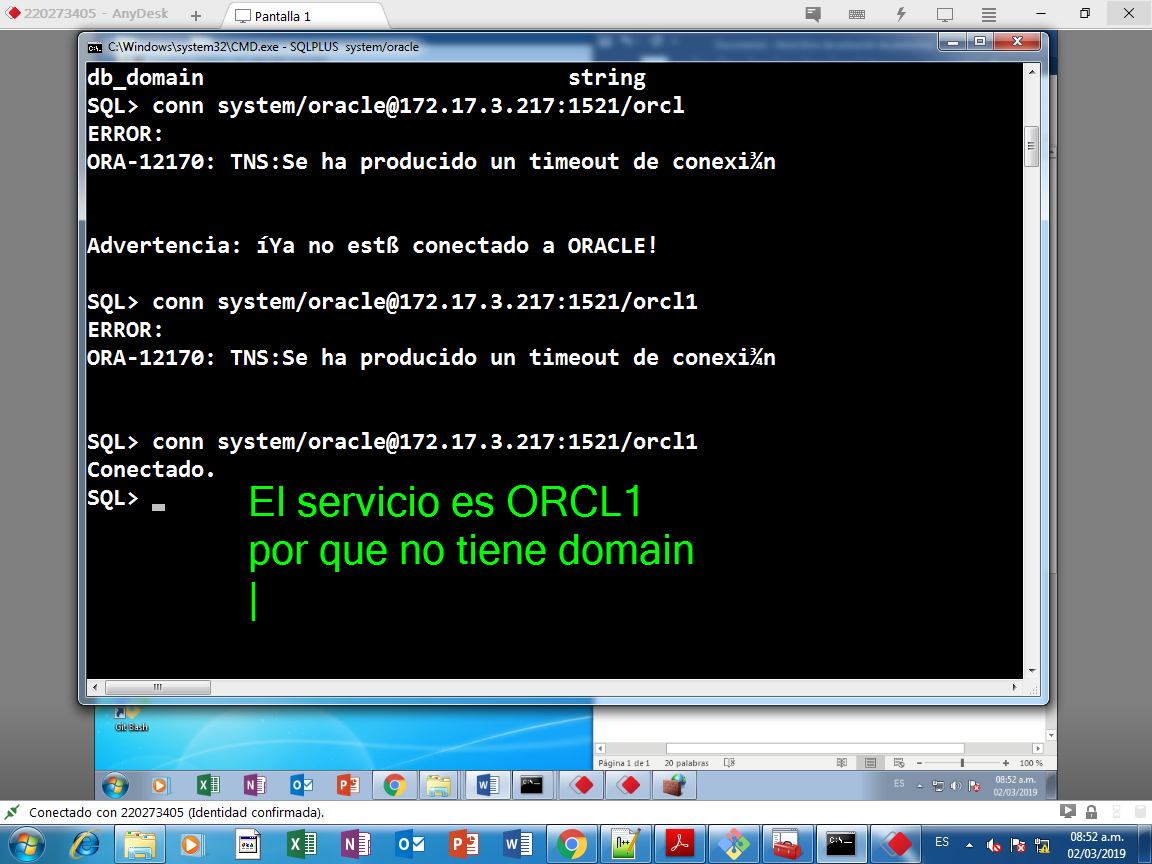 220273405 - AnyDesk
Pantalla 1
C:\Windows\system32\CMD.exe - SQLPLUS system/oracle
db_domain string
SQL> conn system/oracle@172.17.3.217:1521/orcl
ERROR:
ORA-12170: TNS:Se ha producido un timeout de conexi¾n
Advertencia: íYa no estß conectado a ORACLE!
SQL> conn system/oracle@172.17.3.217:1521/orcl1
ERROR:
ORA-12170: TNS:Se ha producido un timeout de conexi¾n
SQL> conn system/oracle@172.17.3.217:1521/orcl1
Conectado.
SQL>
El servicio es ORCL1
por que no tiene domain
Git Bash
Página 1 de 1 20 palabras 100 %
ES 08:52 a.m.
02/03/2019
Conectado con 220273405 (Identidad confirmada).
ES 08:52 a.m.
02/03/2019